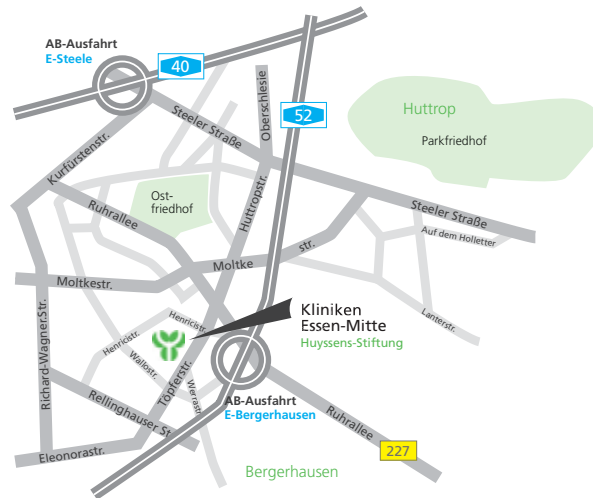 AB-Ausfahrt
E-Steele
40
52
Oberschlesie
Steeler Straße
Huttrop
Parkfriedhof
Kurfürstenstr.
Ost-
friedhof
Huttropstr.
Ruhrallee
Steeler Straße
Auf dem Holletter
Moltke
str.
Moltkestr.
Lanterstr.
Kliniken
Essen-Mitte
Huyssens-Stiftung
Henricistr.
Henricistr.
Wallostr.
Richard-Wagner.Str.
Töpferstr.
Werrastr.
Rellinghauser St
AB-Ausfahrt
E-Bergerhausen
Ruhrallee
227
Eleonorastr.
Bergerhausen